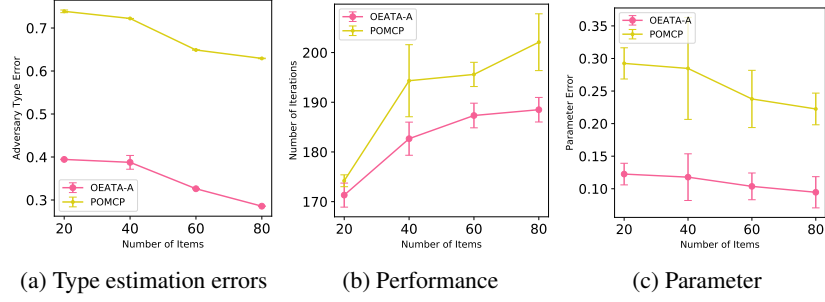 0.7
0.6
0.5
0.4
0.3
Adversary Type Error
OEATA-A
POMCP
20
40
60
80
Number of Items
200
190
180
170
Number of Iterations
OEATA-A
POMCP
20
40
60
80
Number of Items
0.35
0.30
0.25
0.20
0.15
0.10
Parameter Error
OEATA-A
POMCP
20
40
60
80
Number of Items
(a) Type estimation errors
(b) Performance
(c) Parameter